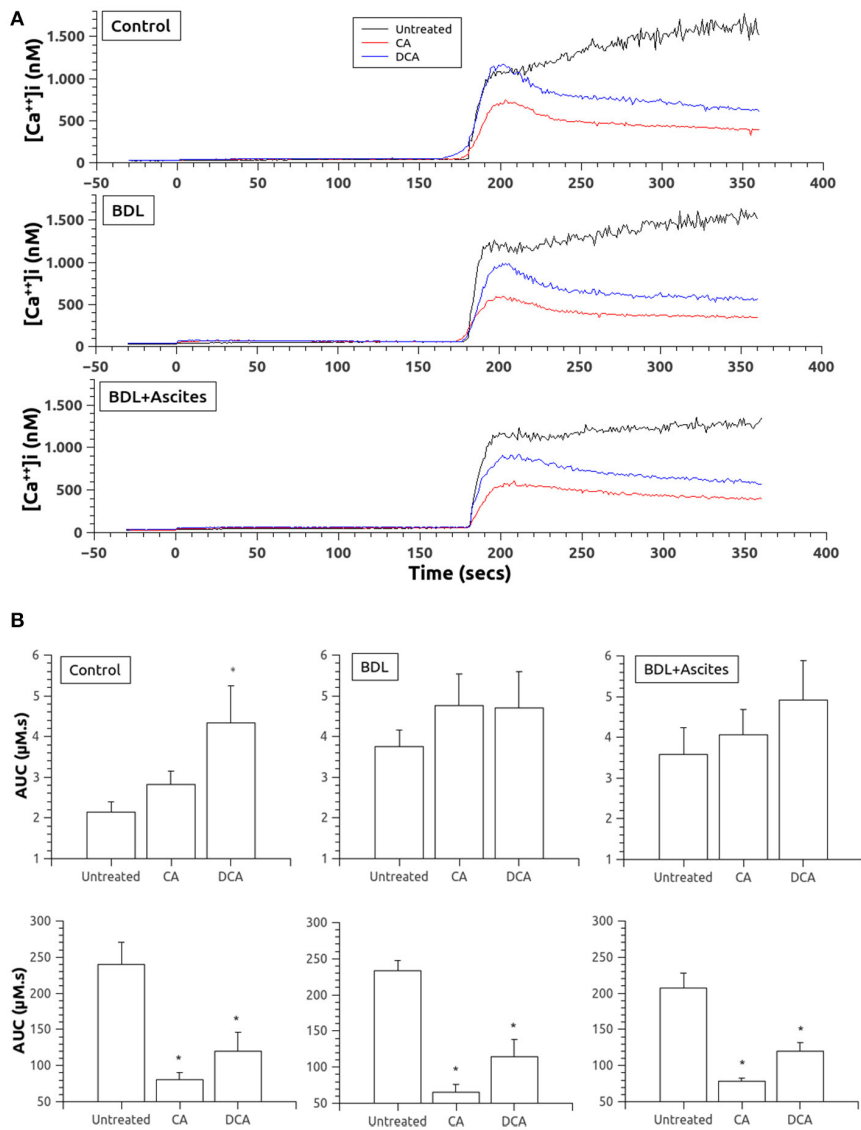 A
Control
Untreated
CA
DCA
[Ca⁺⁺]i (nM)
1.500
1.000
500
0
−50 0 50 100 150 200 250 300 350 400
BDL
[Ca⁺⁺]i (nM)
1.500
1.000
500
0
−50 0 50 100 150 200 250 300 350 400
BDL+Ascites
[Ca⁺⁺]i (nM)
1.500
1.000
500
0
−50 0 50 100 150 200 250 300 350 400
Time (secs)
B
Control
AUC (µM.s)
6
5
4
3
2
1
*
Untreated CA DCA
BDL
6
5
4
3
2
1
Untreated CA DCA
BDL+Ascites
6
5
4
3
2
1
Untreated CA DCA
AUC (µM.s)
300
250
200
150
100
50
* *
Untreated CA DCA
300
250
200
150
100
50
* *
Untreated CA DCA
300
250
200
150
100
50
* *
Untreated CA DCA